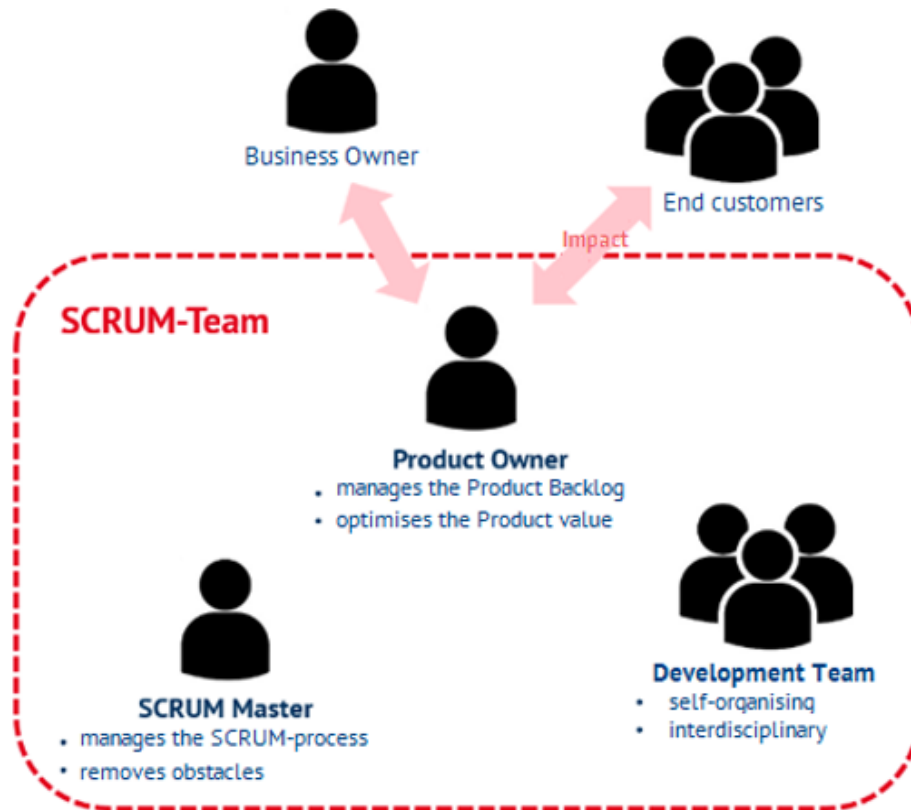 Business Owner
End customers
Impact
SCRUM-Team
Product Owner
• manages the Product Backlog
• optimises the Product value
SCRUM Master
• manages the SCRUM-process
• removes obstacles
Development Team
• self-organising
• interdisciplinary